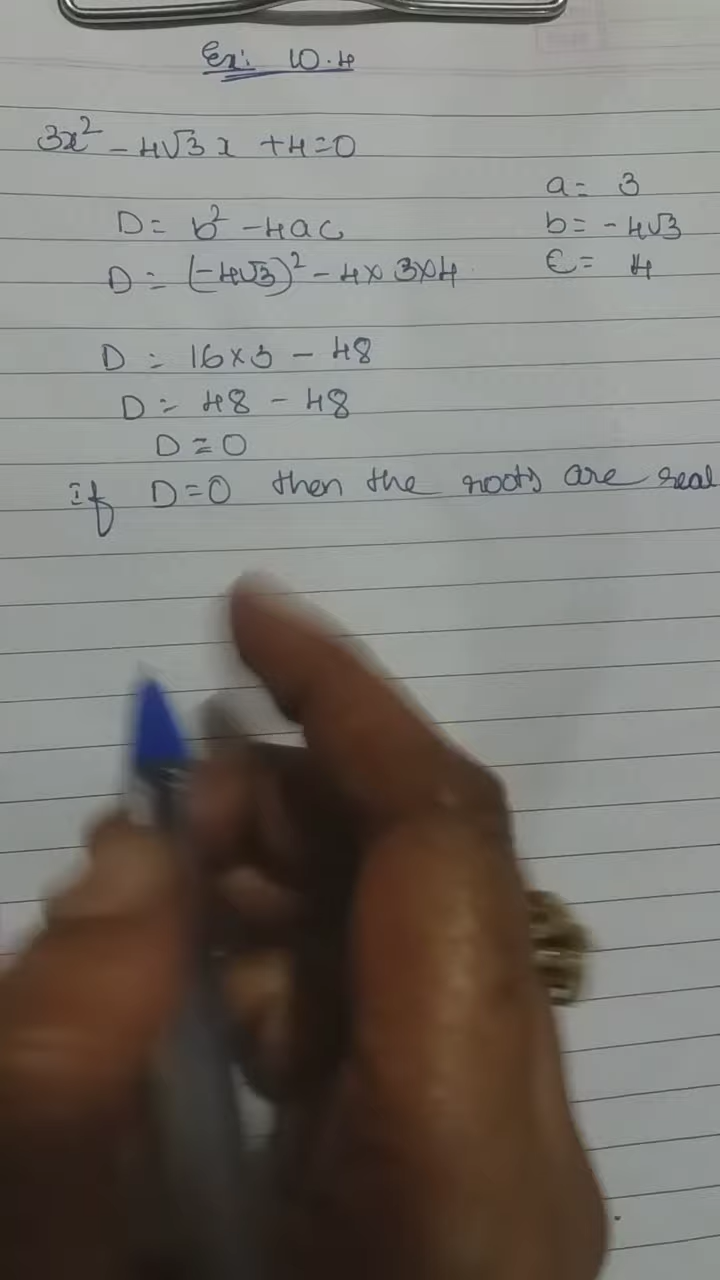 Ex: 10.4
3x² - 4√3 x + 4 = 0
a = 3
D = b² - 4ac
b = - 4√3
D = (-4√3)² - 4 × 3 × 4
c = 4
D = 16 × 3 - 48
D = 48 - 48
D = 0
If D = 0 then the roots are real